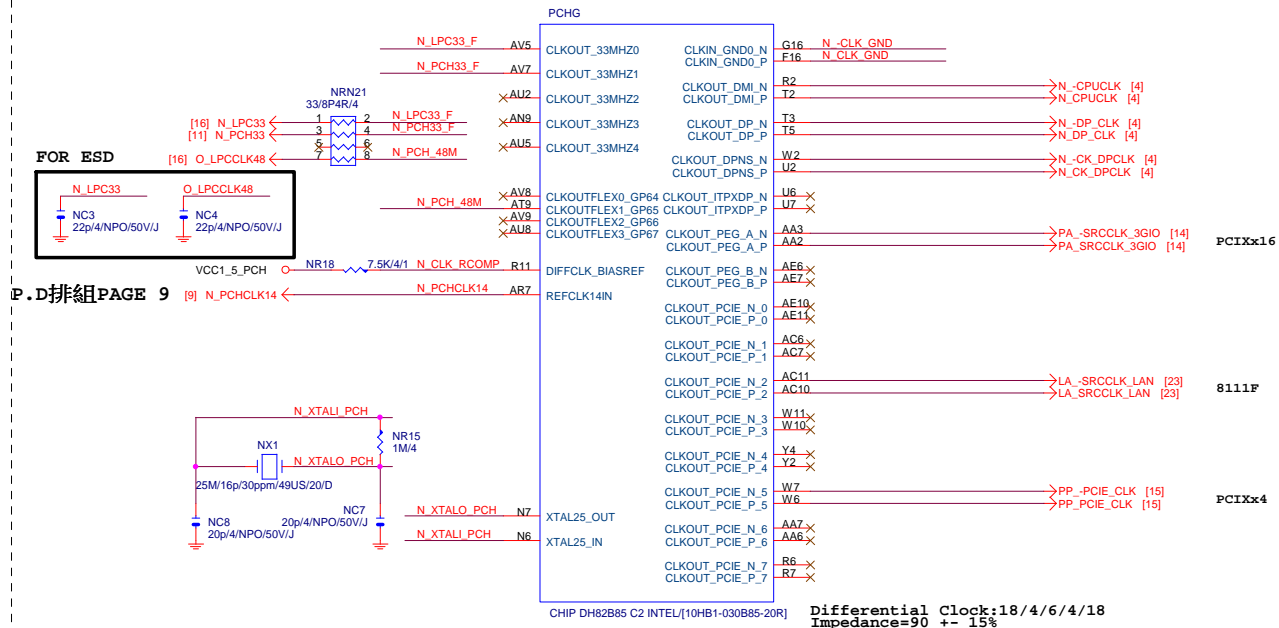 PCHG
N_LPC33_F AV5 CLKOUT_33MHZ0
N_PCH33_F AV7 CLKOUT_33MHZ1
AU2 CLKOUT_33MHZ2
AN9 CLKOUT_33MHZ3
AU5 CLKOUT_33MHZ4
NRN21
33/8P4R/4
[16] N_LPC33 1 2 N_LPC33_F
[11] N_PCH33 3 4 N_PCH33_F
5 6
[16] O_LPCCLK48 7 8 N_PCH_48M
FOR ESD
N_LPC33 O_LPCCLK48
NC3 NC4
22p/4/NPO/50V/J 22p/4/NPO/50V/J
AV8 CLKOUTFLEX0_GP64
N_PCH_48M AT9 CLKOUTFLEX1_GP65
AV9 CLKOUTFLEX2_GP66
AU8 CLKOUTFLEX3_GP67
VCC1_5_PCH NR18 7.5K/4/1 N_CLK_RCOMP R11 DIFFCLK_BIASREF
P.D排組PAGE 9 [9] N_PCHCLK14 N_PCHCLK14 AR7 REFCLK14IN
N_XTALI_PCH
NR15
1M/4
NX1
N_XTALO_PCH
25M/16p/30ppm/49US/20/D
NC8
20p/4/NPO/50V/J
NC7
20p/4/NPO/50V/J
N_XTALO_PCH N7 XTAL25_OUT
N_XTALI_PCH N6 XTAL25_IN
CLKIN_GND0_N G16 N_-CLK_GND
CLKIN_GND0_P F16 N_CLK_GND
CLKOUT_DMI_N R2 N_-CPUCLK [4]
CLKOUT_DMI_P T2 N_CPUCLK [4]
CLKOUT_DP_N T3 N_-DP_CLK [4]
CLKOUT_DP_P T5 N_DP_CLK [4]
CLKOUT_DPNS_N W2 N_-CK_DPCLK [4]
CLKOUT_DPNS_P U2 N_CK_DPCLK [4]
CLKOUT_ITPXDP_N U6
CLKOUT_ITPXDP_P U7
CLKOUT_PEG_A_N AA3 PA_-SRCCLK_3GIO [14]
CLKOUT_PEG_A_P AA2 PA_SRCCLK_3GIO [14]
PCIXx16
CLKOUT_PEG_B_N AE6
CLKOUT_PEG_B_P AE7
CLKOUT_PCIE_N_0 AE10
CLKOUT_PCIE_P_0 AE11
CLKOUT_PCIE_N_1 AC6
CLKOUT_PCIE_P_1 AC7
CLKOUT_PCIE_N_2 AC11 LA_-SRCCLK_LAN [23]
CLKOUT_PCIE_P_2 AC10 LA_SRCCLK_LAN [23]
8111F
CLKOUT_PCIE_N_3 W11
CLKOUT_PCIE_P_3 W10
CLKOUT_PCIE_N_4 Y4
CLKOUT_PCIE_P_4 Y2
CLKOUT_PCIE_N_5 W7 PP_-PCIE_CLK [15]
CLKOUT_PCIE_P_5 W6 PP_PCIE_CLK [15]
PCIXx4
CLKOUT_PCIE_N_6 AA7
CLKOUT_PCIE_P_6 AA6
CLKOUT_PCIE_N_7 R6
CLKOUT_PCIE_P_7 R7
CHIP DH82B85 C2 INTEL/[10HB1-030B85-20R]
Differential Clock:18/4/6/4/18
Impedance=90 +- 15%